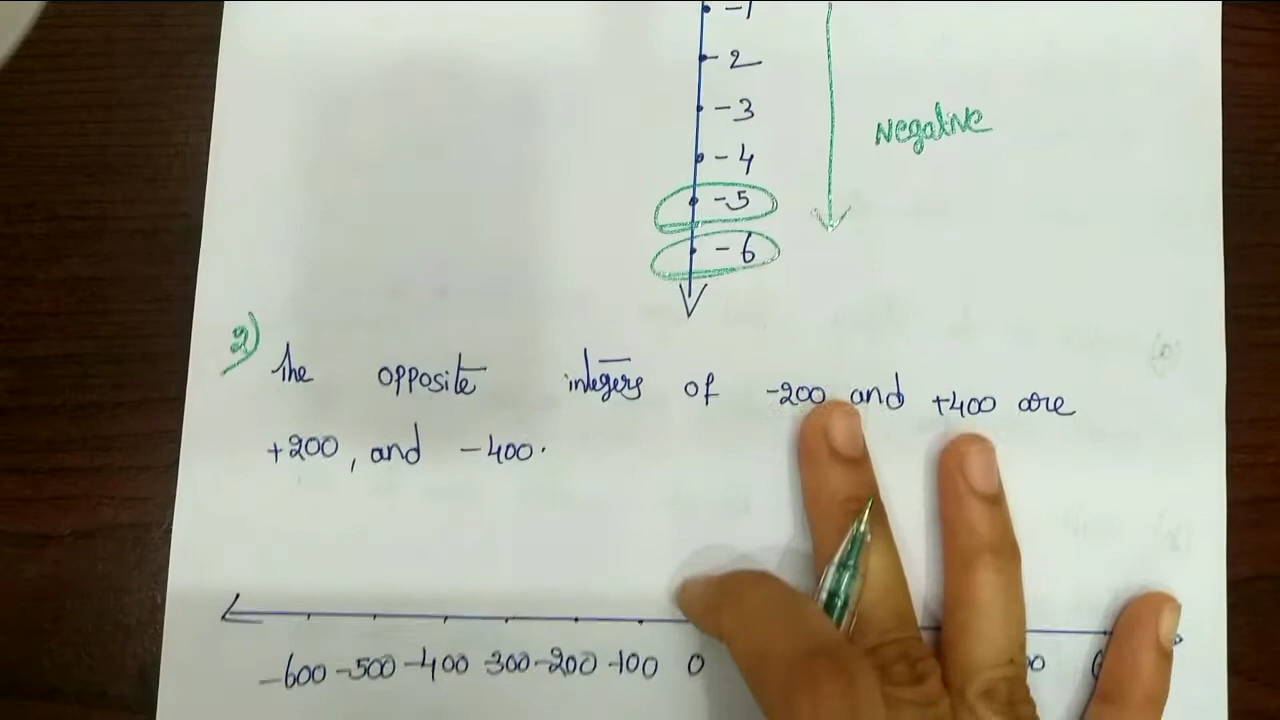 -1
-2
-3
-4
Negative
-5
-6
2) The opposite integers of -200 and +400 are
+200, and -400.
-600 -500 -400 -300 -200 -100 0